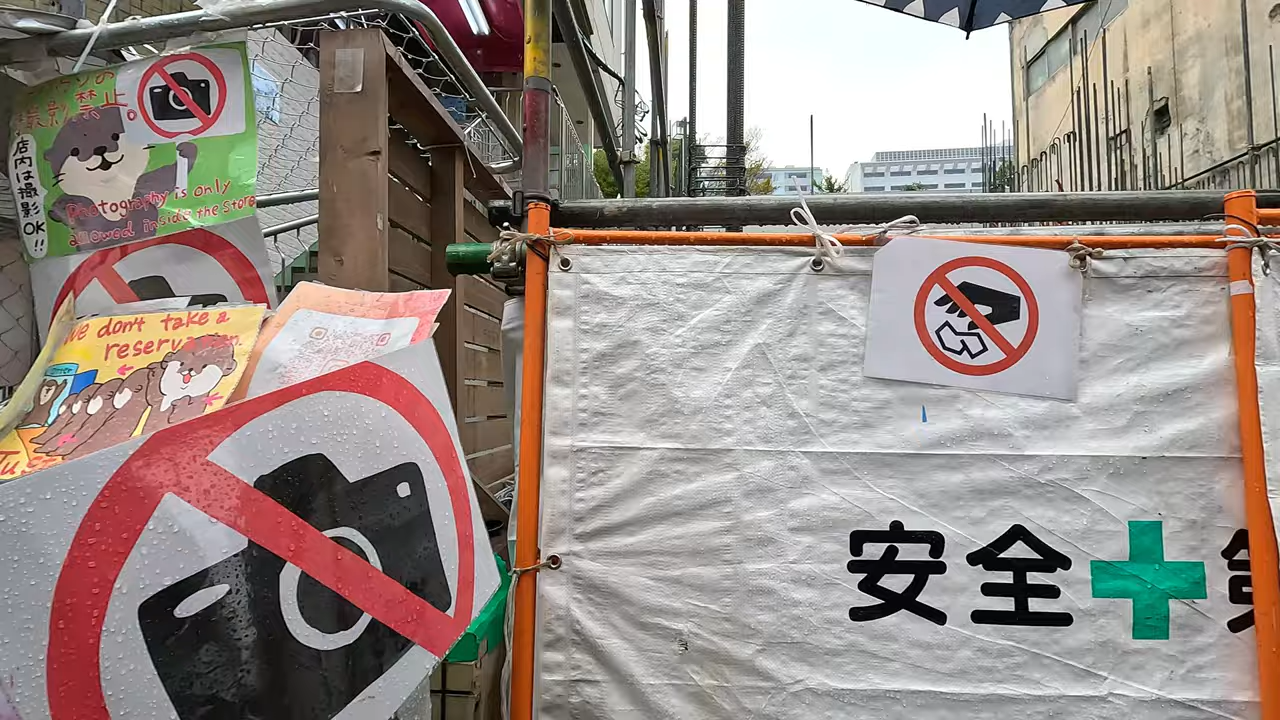 撮影禁止。
店内は撮影OK!!
Photography is only
allowed inside the store
We don't take a
reservation
安全